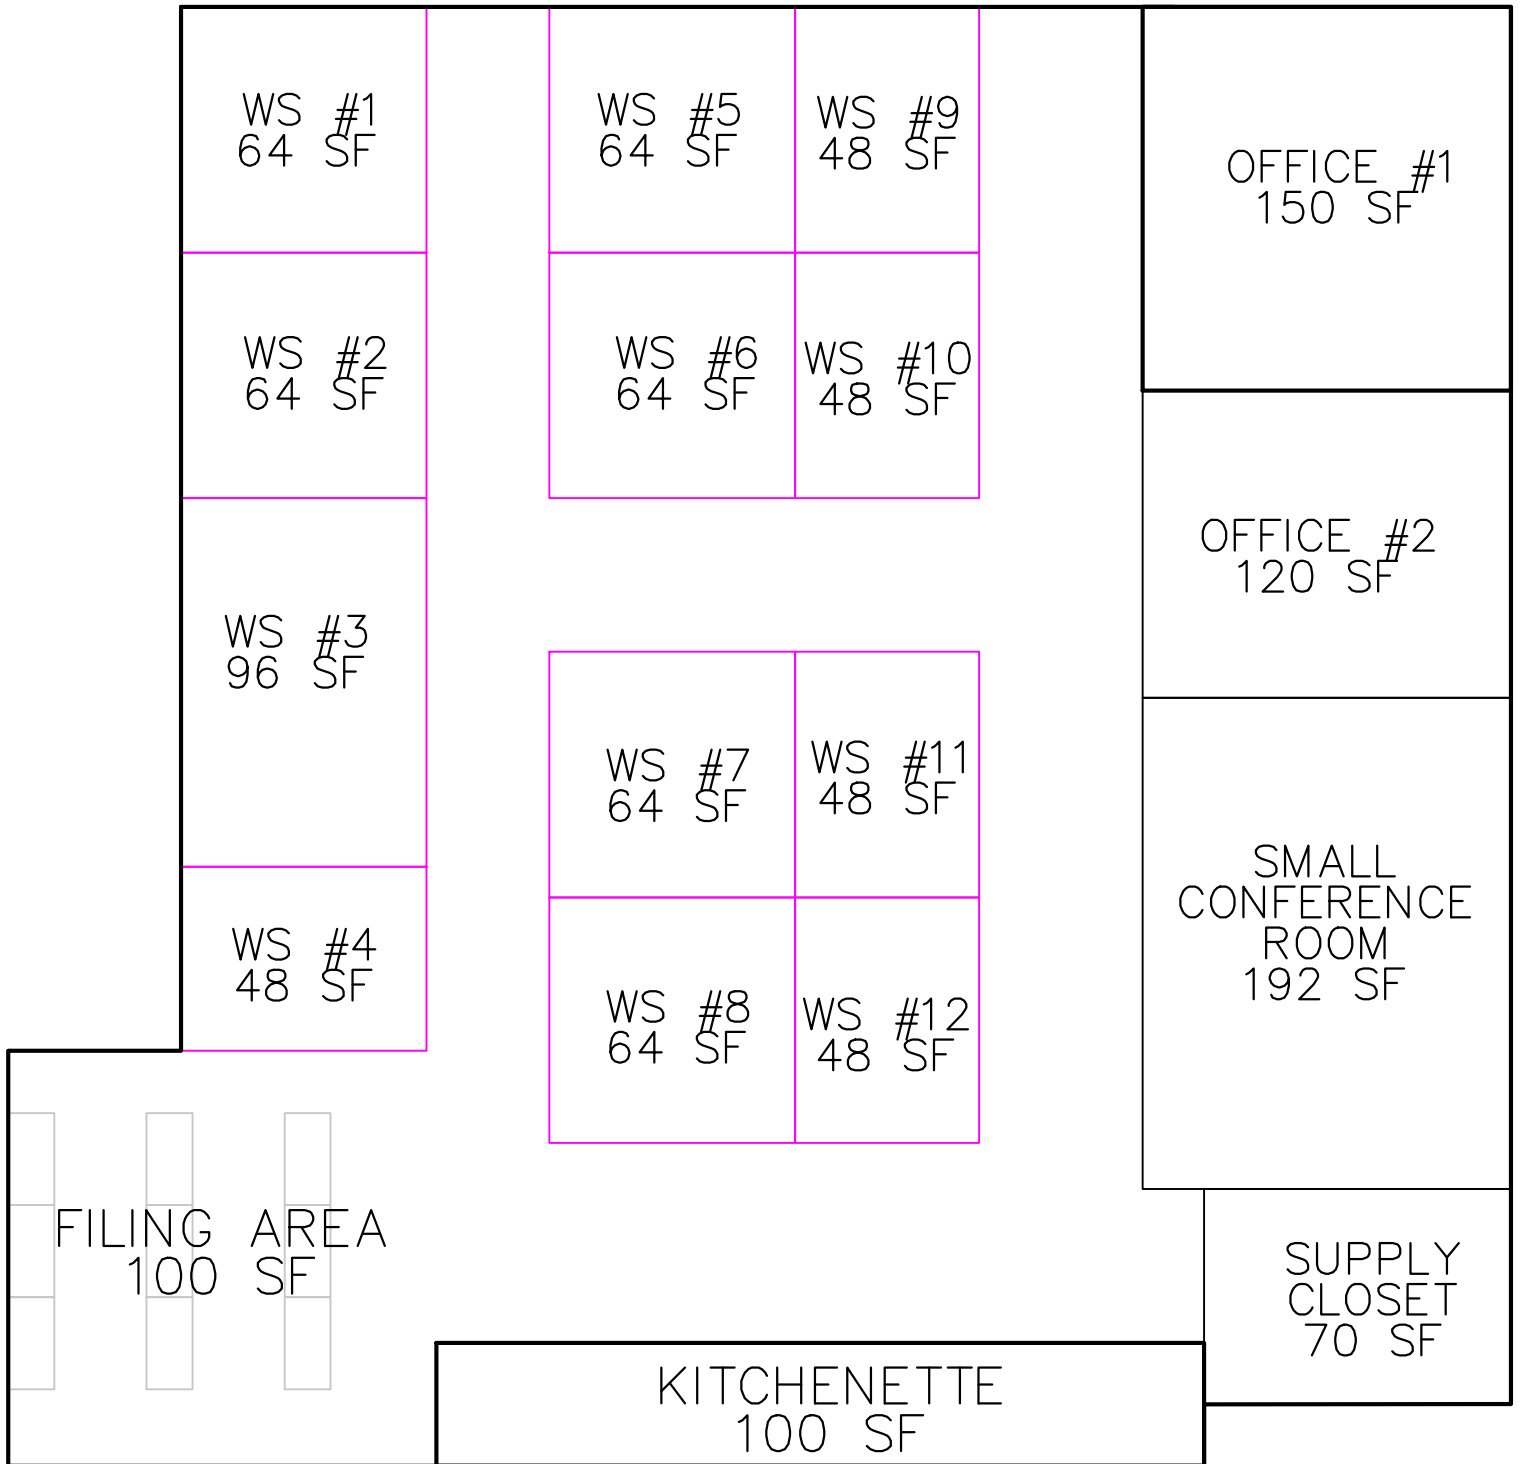 WS #1
64 SF
WS #5
64 SF
WS #9
48 SF
OFFICE #1
150 SF
WS #2
64 SF
WS #6
64 SF
WS #10
48 SF
OFFICE #2
120 SF
WS #3
96 SF
WS #7
64 SF
WS #11
48 SF
SMALL
CONFERENCE
ROOM
192 SF
WS #4
48 SF
WS #8
64 SF
WS #12
48 SF
FILING AREA
100 SF
SUPPLY
CLOSET
70 SF
KITCHENETTE
100 SF